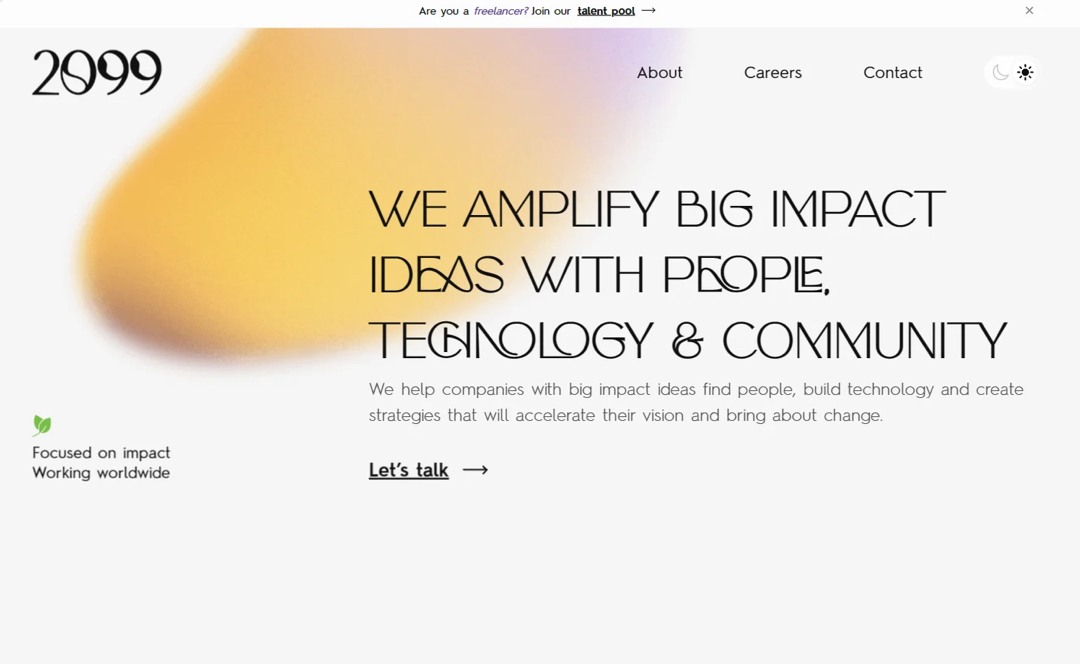 Are you a freelancer? Join our talent pool →
2099
About
Careers
Contact
WE AMPLIFY BIG IMPACT
IDEAS WITH PEOPLE,
TECHNOLOGY & COMMUNITY
We help companies with big impact ideas find people, build technology and create
strategies that will accelerate their vision and bring about change.
Let's talk →
Focused on impact
Working worldwide